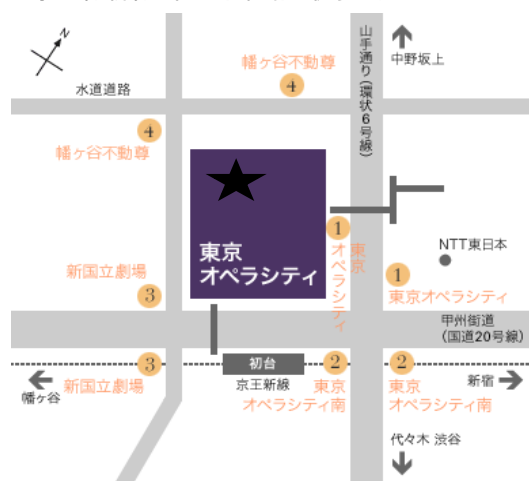 N
山手通り(環状6号線)
中野坂上
幡ヶ谷不動尊
4
水道道路
4
幡ヶ谷不動尊
東京
オペラシティ
1
東京
オペラシティ
NTT東日本
1
東京オペラシティ
新国立劇場
3
甲州街道
(国道20号線)
3
新国立劇場
幡ヶ谷
初台
京王新線
2
東京
オペラシティ南
2
東京
オペラシティ南
新宿
代々木 渋谷